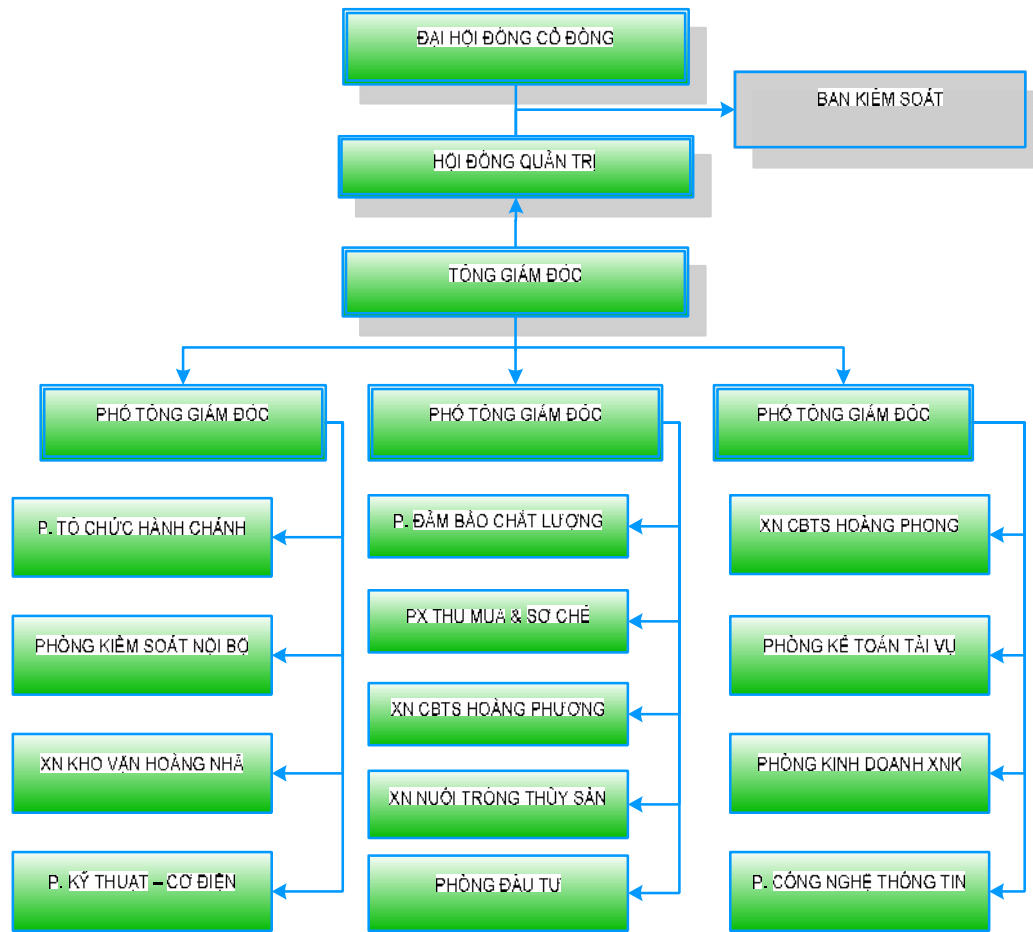 ĐẠI HỘI ĐỒNG CỔ ĐÔNG
BAN KIỂM SOÁT
HỘI ĐỒNG QUẢN TRỊ
TỔNG GIÁM ĐỐC
PHÓ TỔNG GIÁM ĐỐC
PHÓ TỔNG GIÁM ĐỐC
PHÓ TỔNG GIÁM ĐỐC
P. TỔ CHỨC HÀNH CHÁNH
PHÒNG KIỂM SOÁT NỘI BỘ
XN KHO VẬN HOÀNG NHÃ
P. KỸ THUẬT – CƠ ĐIỆN
P. ĐẢM BẢO CHẤT LƯỢNG
PX THU MUA & SƠ CHẾ
XN CBTS HOÀNG PHƯƠNG
XN NUÔI TRỒNG THỦY SẢN
PHÒNG ĐẦU TƯ
XN CBTS HOÀNG PHONG
PHÒNG KẾ TOÁN TÀI VỤ
PHÒNG KINH DOANH XNK
P. CÔNG NGHỆ THÔNG TIN